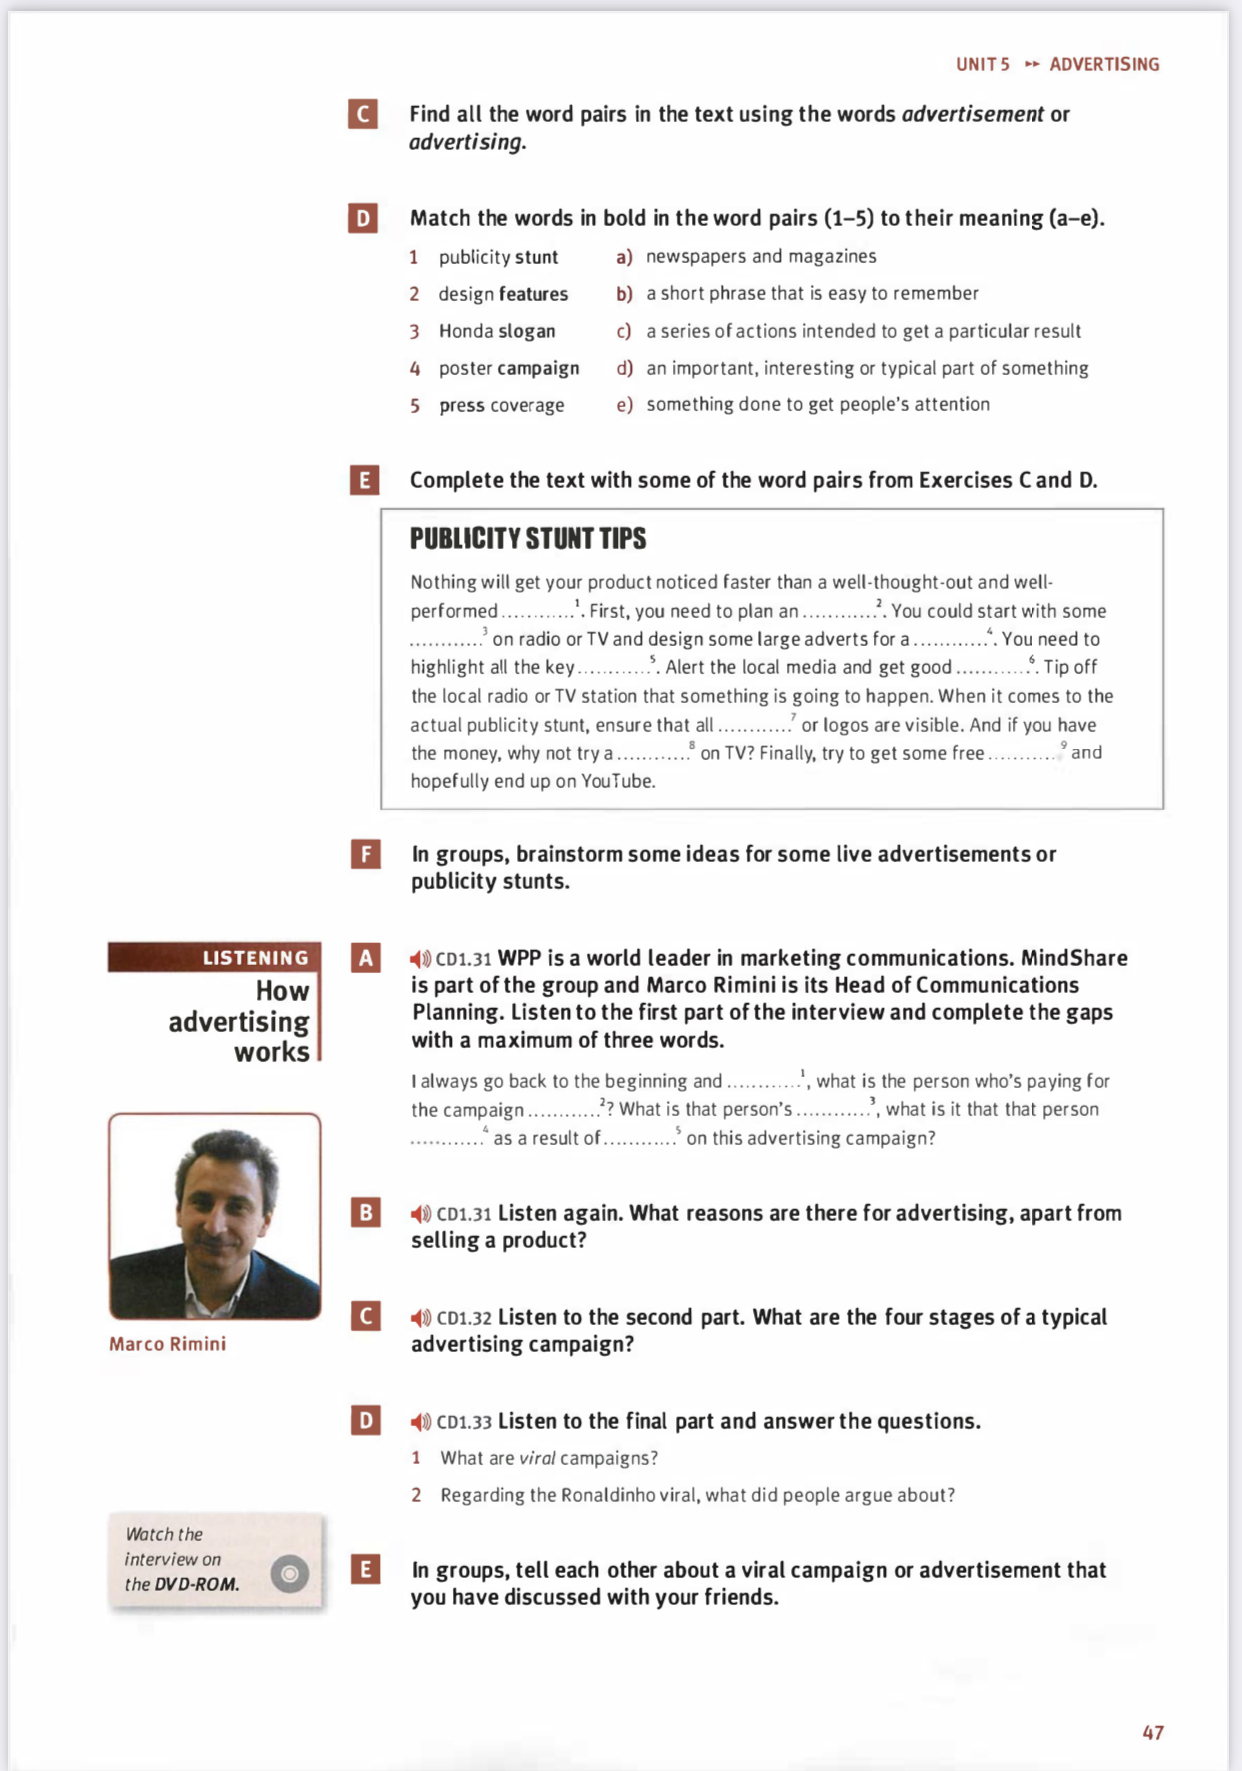 UNIT 5 ►► ADVERTISING
C Find all the word pairs in the text using the words advertisement or
advertising.
D Match the words in bold in the word pairs (1–5) to their meaning (a–e).
1 publicity stunt a) newspapers and magazines
2 design features b) a short phrase that is easy to remember
3 Honda slogan c) a series of actions intended to get a particular result
4 poster campaign d) an important, interesting or typical part of something
5 press coverage e) something done to get people's attention
E Complete the text with some of the word pairs from Exercises C and D.
PUBLICITY STUNT TIPS
Nothing will get your product noticed faster than a well-thought-out and well-
performed ............¹. First, you need to plan an ............². You could start with some
............³ on radio or TV and design some large adverts for a ............⁴. You need to
highlight all the key ............⁵. Alert the local media and get good ............⁶. Tip off
the local radio or TV station that something is going to happen. When it comes to the
actual publicity stunt, ensure that all ............⁷ or logos are visible. And if you have
the money, why not try a ............⁸ on TV? Finally, try to get some free ............⁹ and
hopefully end up on YouTube.
F In groups, brainstorm some ideas for some live advertisements or
publicity stunts.
LISTENING
How
advertising
works
A CD1.31 WPP is a world leader in marketing communications. MindShare
is part of the group and Marco Rimini is its Head of Communications
Planning. Listen to the first part of the interview and complete the gaps
with a maximum of three words.
I always go back to the beginning and ............¹, what is the person who's paying for
the campaign ............²? What is that person's ............³, what is it that that person
............⁴ as a result of ............⁵ on this advertising campaign?
Marco Rimini
B CD1.31 Listen again. What reasons are there for advertising, apart from
selling a product?
C CD1.32 Listen to the second part. What are the four stages of a typical
advertising campaign?
D CD1.33 Listen to the final part and answer the questions.
1 What are viral campaigns?
2 Regarding the Ronaldinho viral, what did people argue about?
Watch the
interview on
the DVD-ROM.
E In groups, tell each other about a viral campaign or advertisement that
you have discussed with your friends.
47